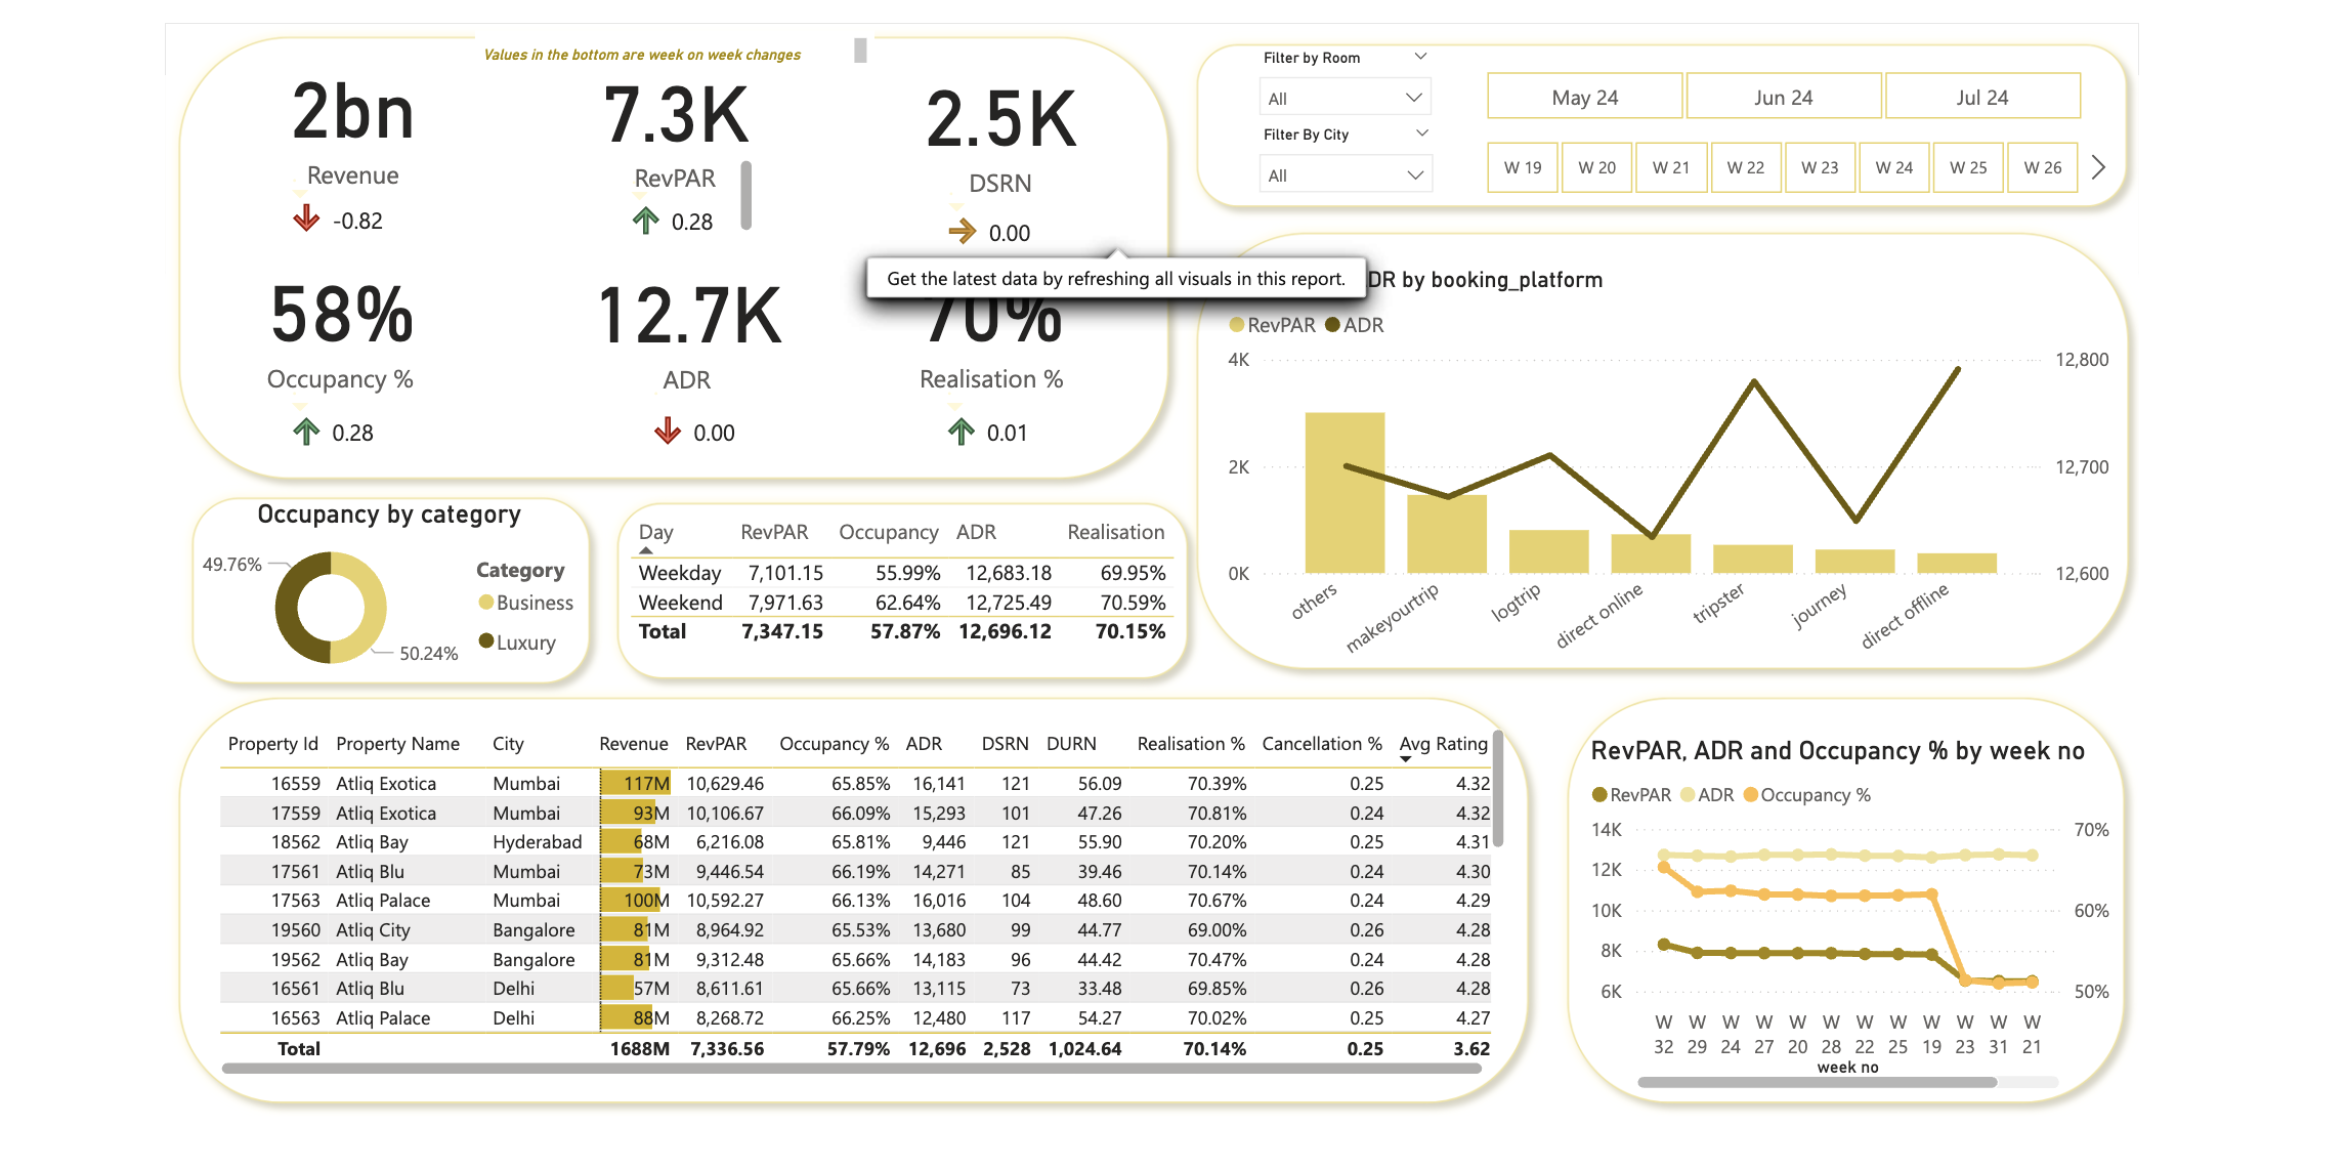 Values in the bottom are week on week changes
2bn
Revenue
-0.82
7.3K
RevPAR
0.28
2.5K
DSRN
0.00
58%
Occupancy %
0.28
12.7K
ADR
0.00
70%
Realisation %
0.01
Get the latest data by refreshing all visuals in this report.
Filter by Room
All
Filter By City
All
May 24 Jun 24 Jul 24
W 19 W 20 W 21 W 22 W 23 W 24 W 25 W 26
DR by booking_platform
RevPAR ADR
4K 12,800
2K 12,700
0K 12,600
others makeyourtrip logtrip direct online tripster journey direct offline
Occupancy by category
49.76%
50.24%
Category
Business
Luxury
Day RevPAR Occupancy ADR Realisation
Weekday 7,101.15 55.99% 12,683.18 69.95%
Weekend 7,971.63 62.64% 12,725.49 70.59%
Total 7,347.15 57.87% 12,696.12 70.15%
Property Id Property Name City Revenue RevPAR Occupancy % ADR DSRN DURN Realisation % Cancellation % Avg Rating
16559 Atliq Exotica Mumbai 117M 10,629.46 65.85% 16,141 121 56.09 70.39% 0.25 4.32
17559 Atliq Exotica Mumbai 93M 10,106.67 66.09% 15,293 101 47.26 70.81% 0.24 4.32
18562 Atliq Bay Hyderabad 68M 6,216.08 65.81% 9,446 121 55.90 70.20% 0.25 4.31
17561 Atliq Blu Mumbai 73M 9,446.54 66.19% 14,271 85 39.46 70.14% 0.24 4.30
17563 Atliq Palace Mumbai 100M 10,592.27 66.13% 16,016 104 48.60 70.67% 0.24 4.29
19560 Atliq City Bangalore 81M 8,964.92 65.53% 13,680 99 44.77 69.00% 0.26 4.28
19562 Atliq Bay Bangalore 81M 9,312.48 65.66% 14,183 96 44.42 70.47% 0.24 4.28
16561 Atliq Blu Delhi 57M 8,611.61 65.66% 13,115 73 33.48 69.85% 0.26 4.28
16563 Atliq Palace Delhi 88M 8,268.72 66.25% 12,480 117 54.27 70.02% 0.25 4.27
Total 1688M 7,336.56 57.79% 12,696 2,528 1,024.64 70.14% 0.25 3.62
RevPAR, ADR and Occupancy % by week no
RevPAR ADR Occupancy %
14K 70%
12K
10K 60%
8K
6K 50%
W W W W W W W W W W W W
32 29 24 27 20 28 22 25 19 23 31 21
week no